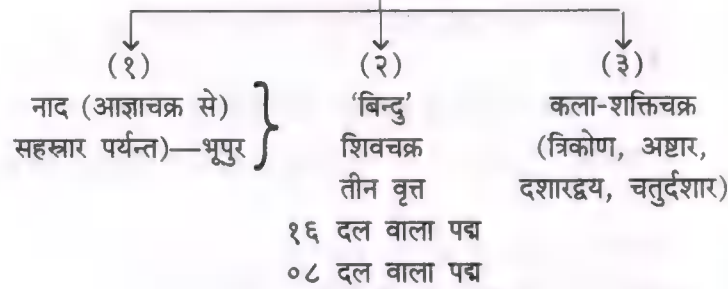 (१)
नाद (आज्ञाचक्र से)
सहस्रार पर्यन्त)—भूपुर
(२)
‘बिन्दु’
शिवचक्र
तीन वृत्त
१६ दल वाला पद्म
०८ दल वाला पद्म
(३)
कला-शक्तिचक्र
(त्रिकोण, अष्टार,
दशारद्वय, चतुर्दशार)